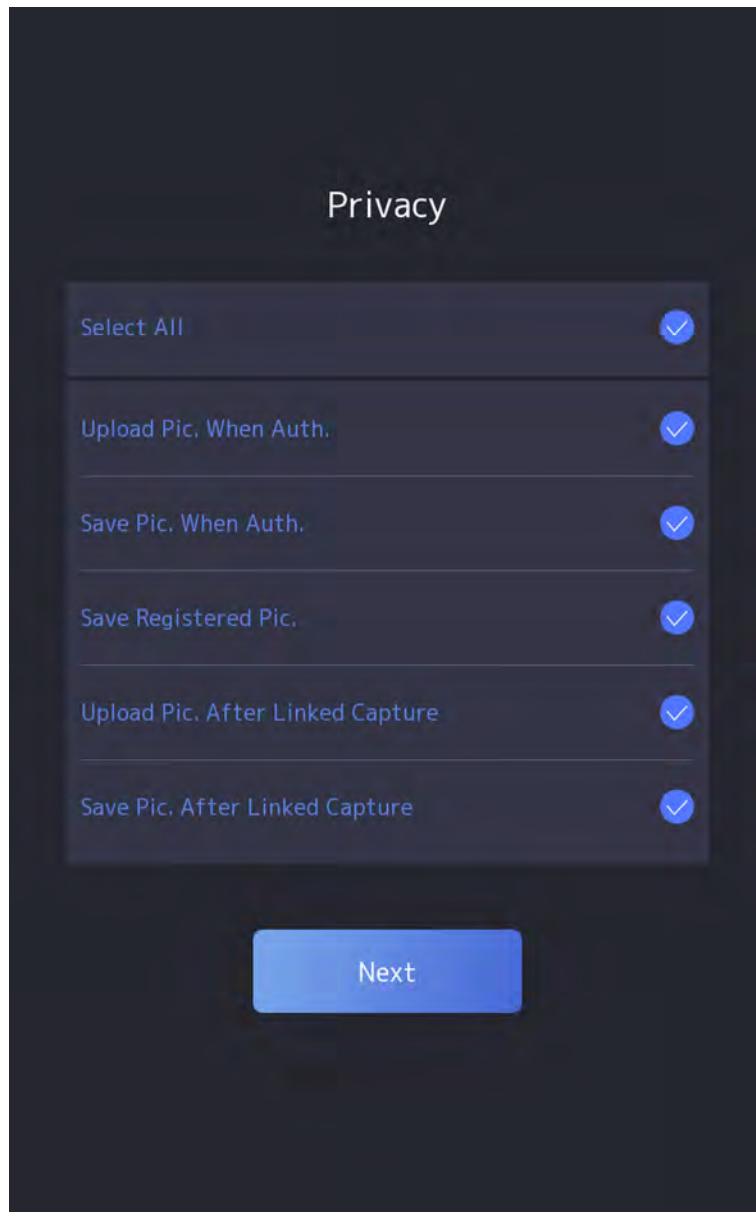 Privacy
Select All
Upload Pic. When Auth.
Save Pic. When Auth.
Save Registered Pic.
Upload Pic. After Linked Capture
Save Pic. After Linked Capture
Next